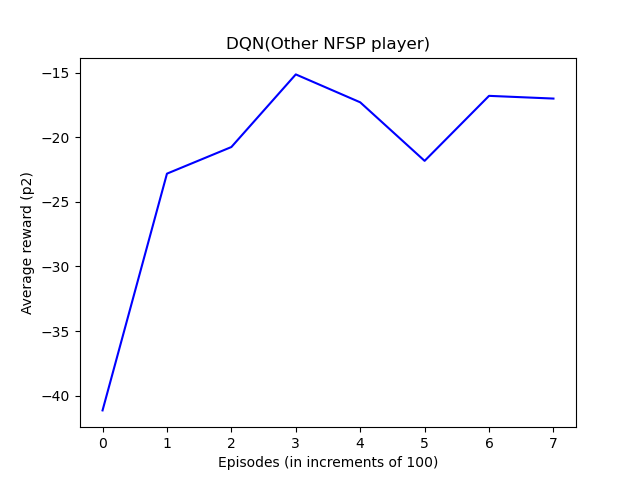 DQN(Other NFSP player)
Average reward (p2)
−15
−20
−25
−30
−35
−40
0 1 2 3 4 5 6 7
Episodes (in increments of 100)